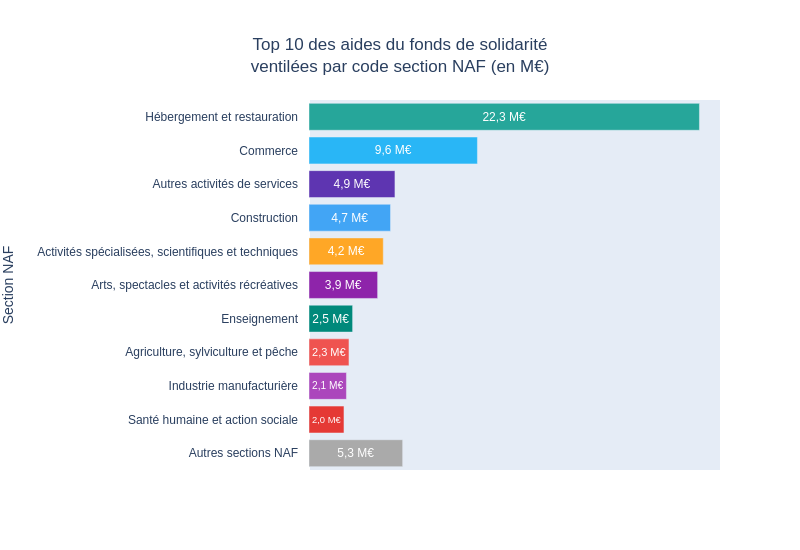 Top 10 des aides du fonds de solidarité
ventilées par code section NAF (en M€)
Section NAF
Hébergement et restauration 22,3 M€
Commerce 9,6 M€
Autres activités de services 4,9 M€
Construction 4,7 M€
Activités spécialisées, scientifiques et techniques 4,2 M€
Arts, spectacles et activités récréatives 3,9 M€
Enseignement 2,5 M€
Agriculture, sylviculture et pêche 2,3 M€
Industrie manufacturière 2,1 M€
Santé humaine et action sociale 2,0 M€
Autres sections NAF 5,3 M€